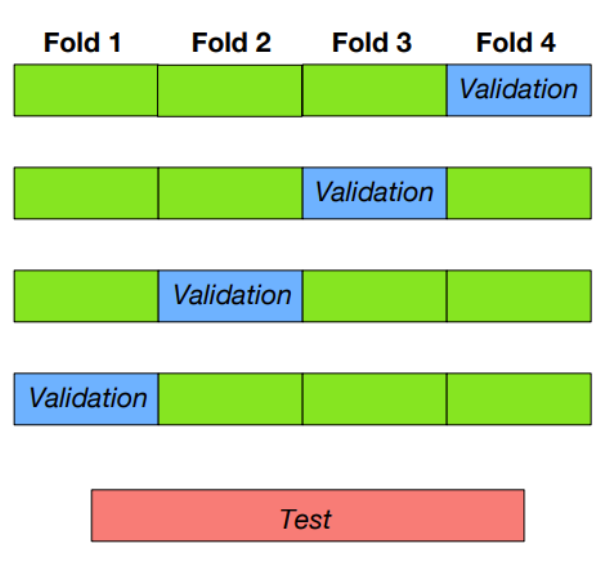 Fold 1 Fold 2 Fold 3 Fold 4
Validation
Validation
Validation
Validation
Test